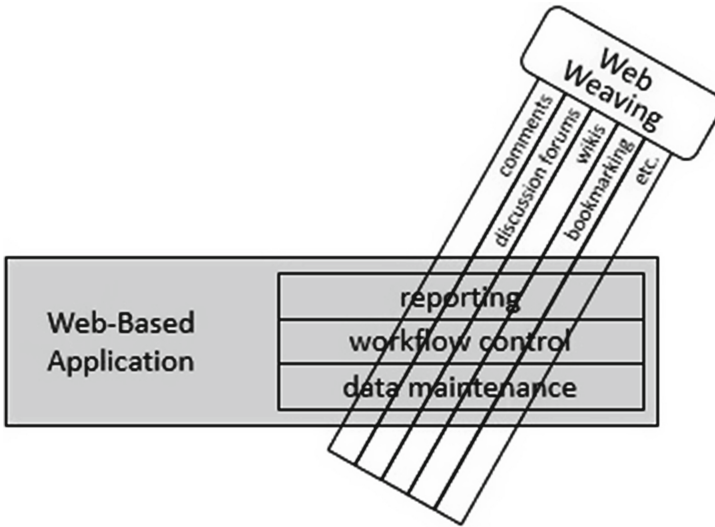 Web
Weaving
comments
discussion forums
wikis
bookmarking
etc.
Web-Based
Application
reporting
workflow control
data maintenance